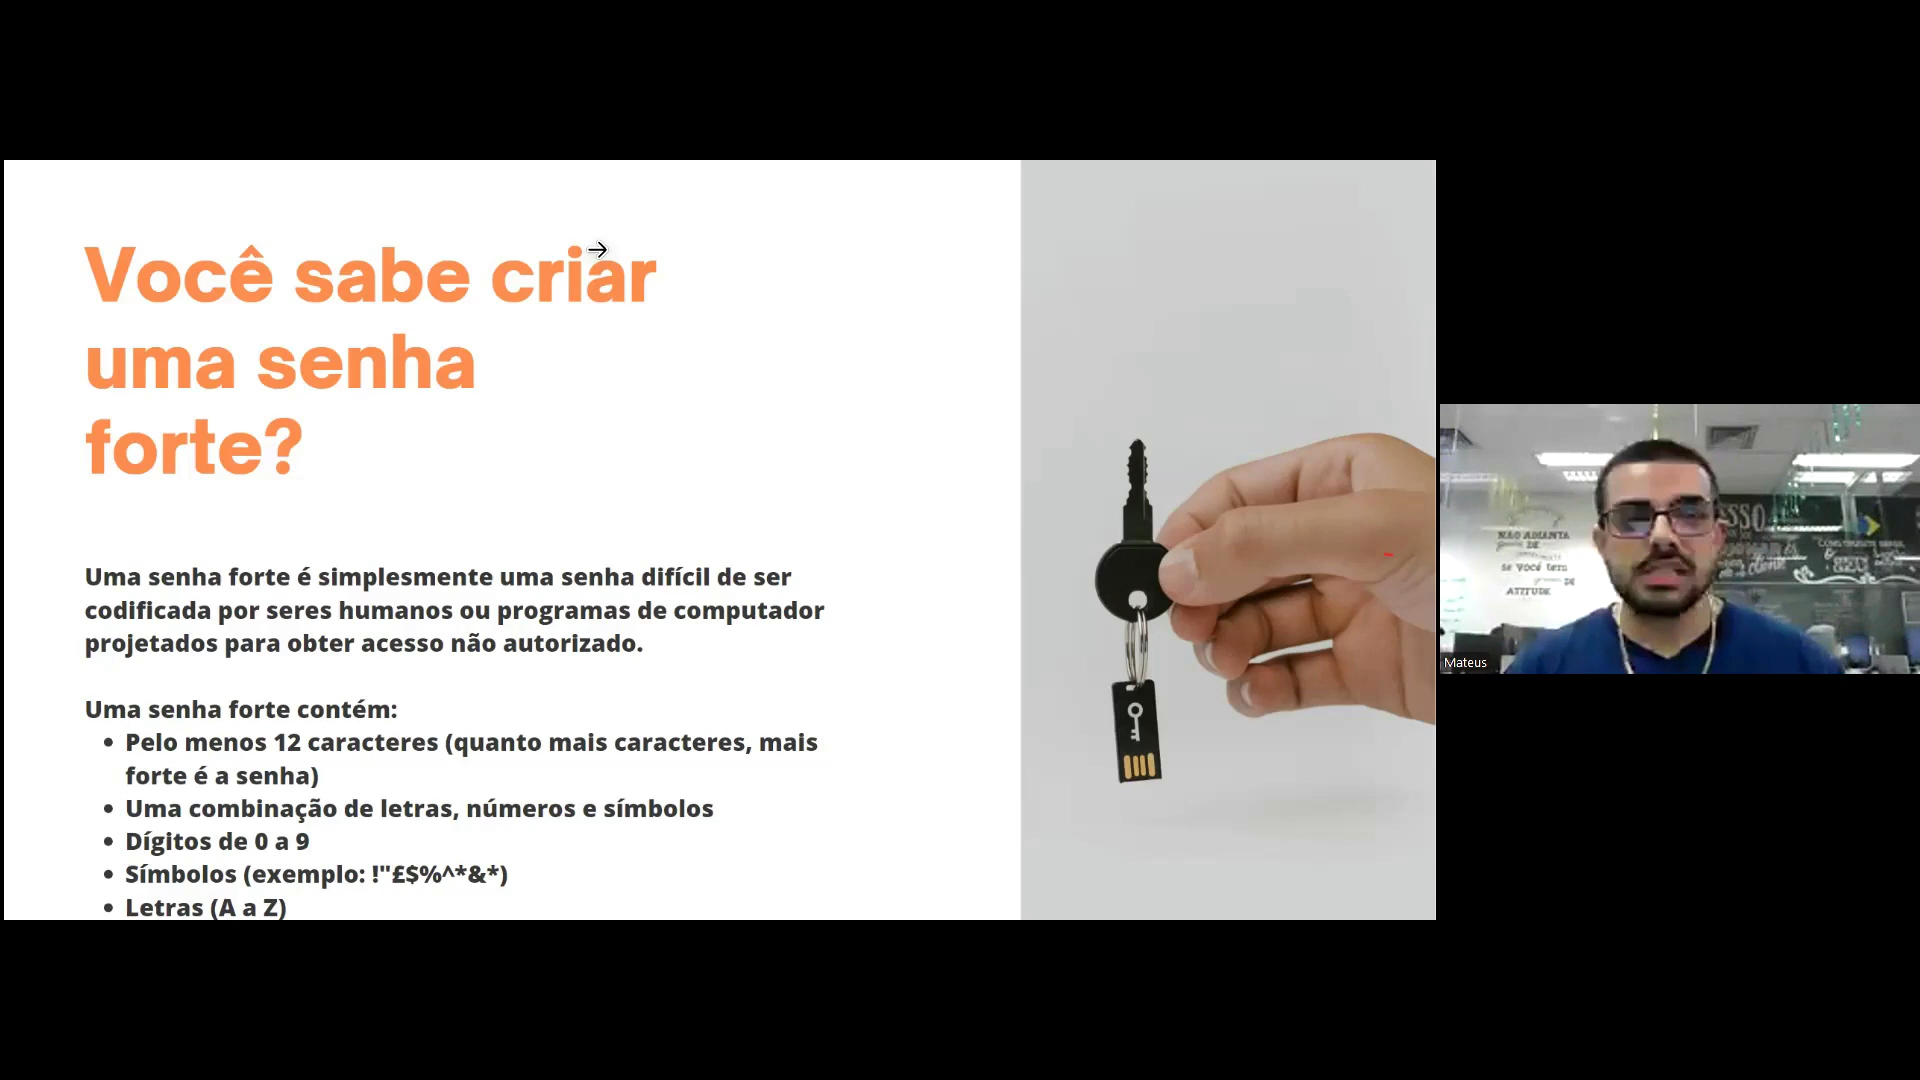 Você sabe criar
uma senha
forte?
Uma senha forte é simplesmente uma senha difícil de ser
codificada por seres humanos ou programas de computador
projetados para obter acesso não autorizado.
Uma senha forte contém:
• Pelo menos 12 caracteres (quanto mais caracteres, mais
forte é a senha)
• Uma combinação de letras, números e símbolos
• Dígitos de 0 a 9
• Símbolos (exemplo: !"£$%^*&*)
• Letras (A a Z)
NÃO ADIANTA
DE
se você tem
DE
ATITUDE
cliente
Mateus